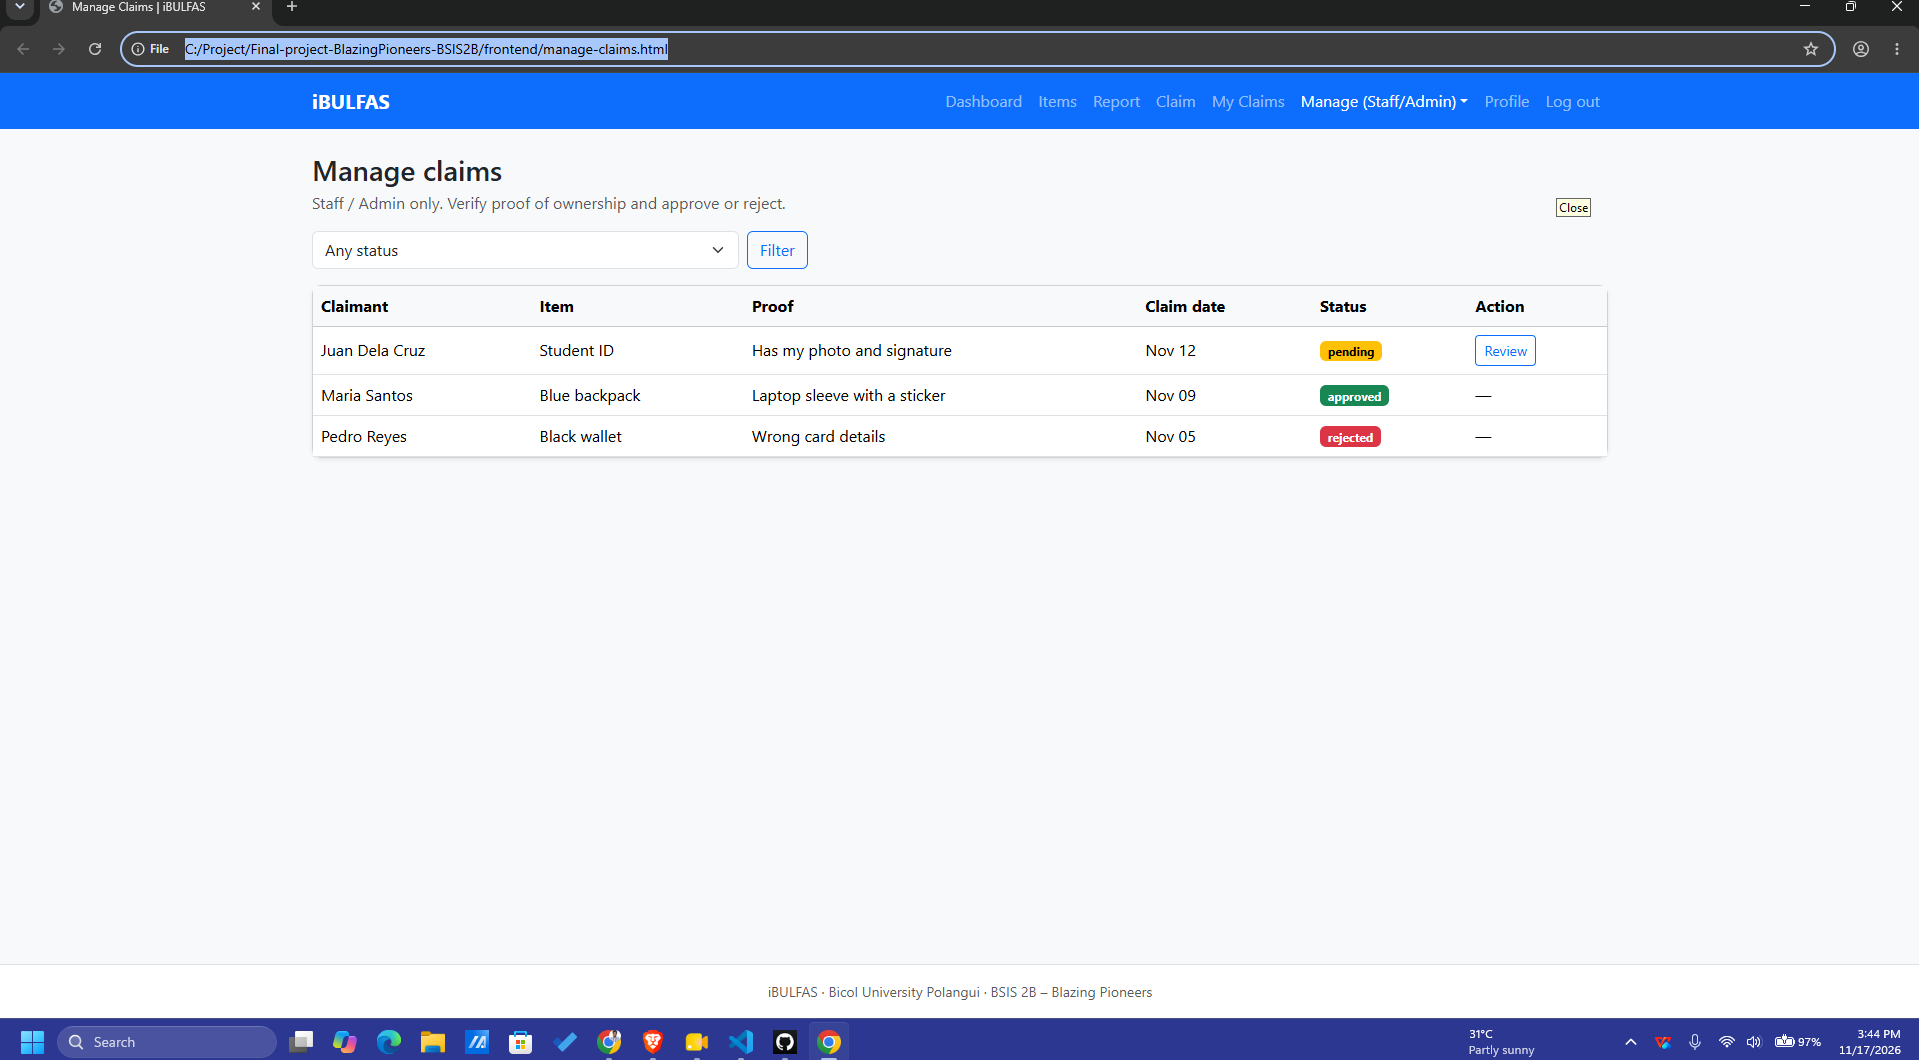 Manage Claims | iBULFAS
File C:/Project/Final-project-BlazingPioneers-BSIS2B/frontend/manage-claims.html
iBULFAS Dashboard Items Report Claim My Claims Manage (Staff/Admin) Profile Log out
Manage claims
Staff / Admin only. Verify proof of ownership and approve or reject.
Close
Any status Filter
Claimant Item Proof Claim date Status Action
Juan Dela Cruz Student ID Has my photo and signature Nov 12 pending Review
Maria Santos Blue backpack Laptop sleeve with a sticker Nov 09 approved —
Pedro Reyes Black wallet Wrong card details Nov 05 rejected —
iBULFAS · Bicol University Polangui · BSIS 2B – Blazing Pioneers
Search
31°C
Partly sunny
97%
3:44 PM
11/17/2026